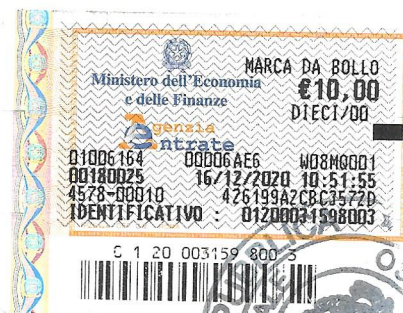 Ministero dell'Economia
e delle Finanze
MARCA DA BOLLO
€10,00
DIECI/00
Agenzia
Entrate
01006164 00006AE6 W08M0001
00180025 16/12/2020 10:51:55
4578-00010 426199A2CBC3572D
IDENTIFICATIVO : 01200031598003
0 1 20 003159 800 3